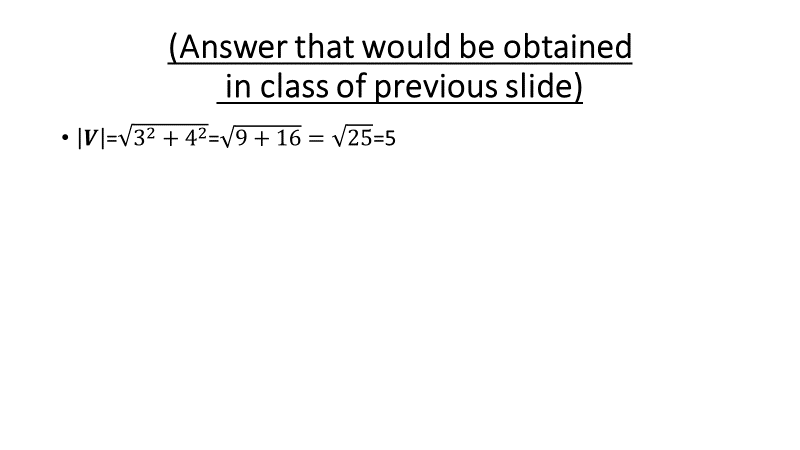 (Answer that would be obtained
in class of previous slide)
• |𝑽|=√3² + 4²=√9 + 16 = √25=5